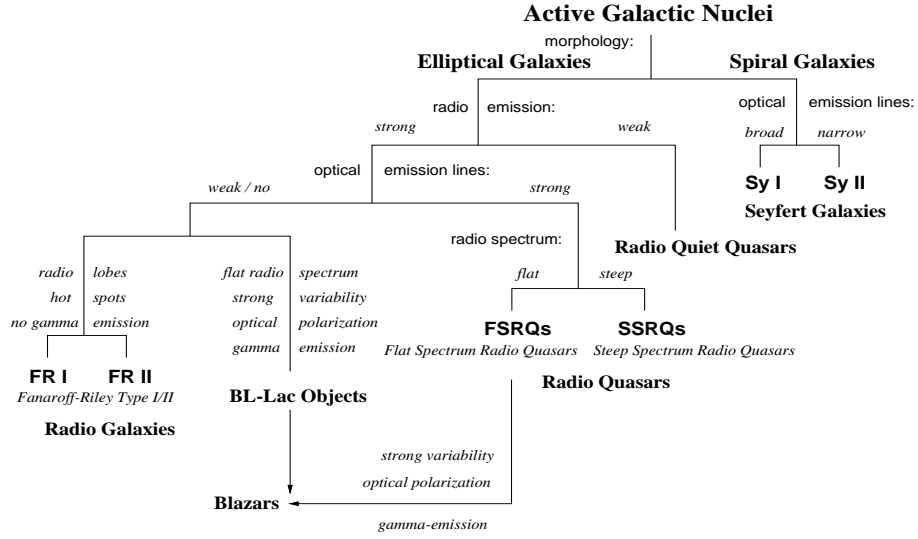 Active Galactic Nuclei
morphology:
Elliptical Galaxies
Spiral Galaxies
radio emission:
optical emission lines:
strong
weak
broad
narrow
optical emission lines:
Sy I
Sy II
weak / no
strong
Seyfert Galaxies
radio spectrum:
Radio Quiet Quasars
radio lobes
hot spots
no gamma emission
flat radio spectrum
strong variability
optical polarization
gamma emission
flat
steep
FSRQs
SSRQs
Flat Spectrum Radio Quasars
Steep Spectrum Radio Quasars
FR I
FR II
Fanaroff-Riley Type I/II
Radio Galaxies
BL-Lac Objects
Radio Quasars
strong variability
optical polarization
Blazars
gamma-emission